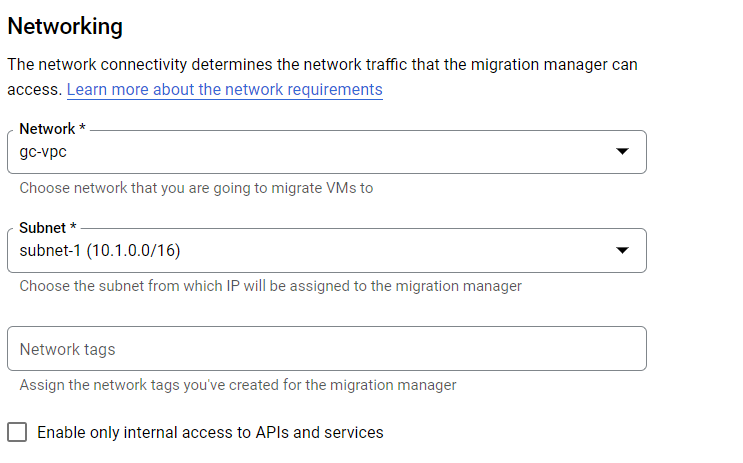 Networking
The network connectivity determines the network traffic that the migration manager can
access. Learn more about the network requirements
Network *
gc-vpc
Choose network that you are going to migrate VMs to
Subnet *
subnet-1 (10.1.0.0/16)
Choose the subnet from which IP will be assigned to the migration manager
Network tags
Assign the network tags you've created for the migration manager
Enable only internal access to APIs and services